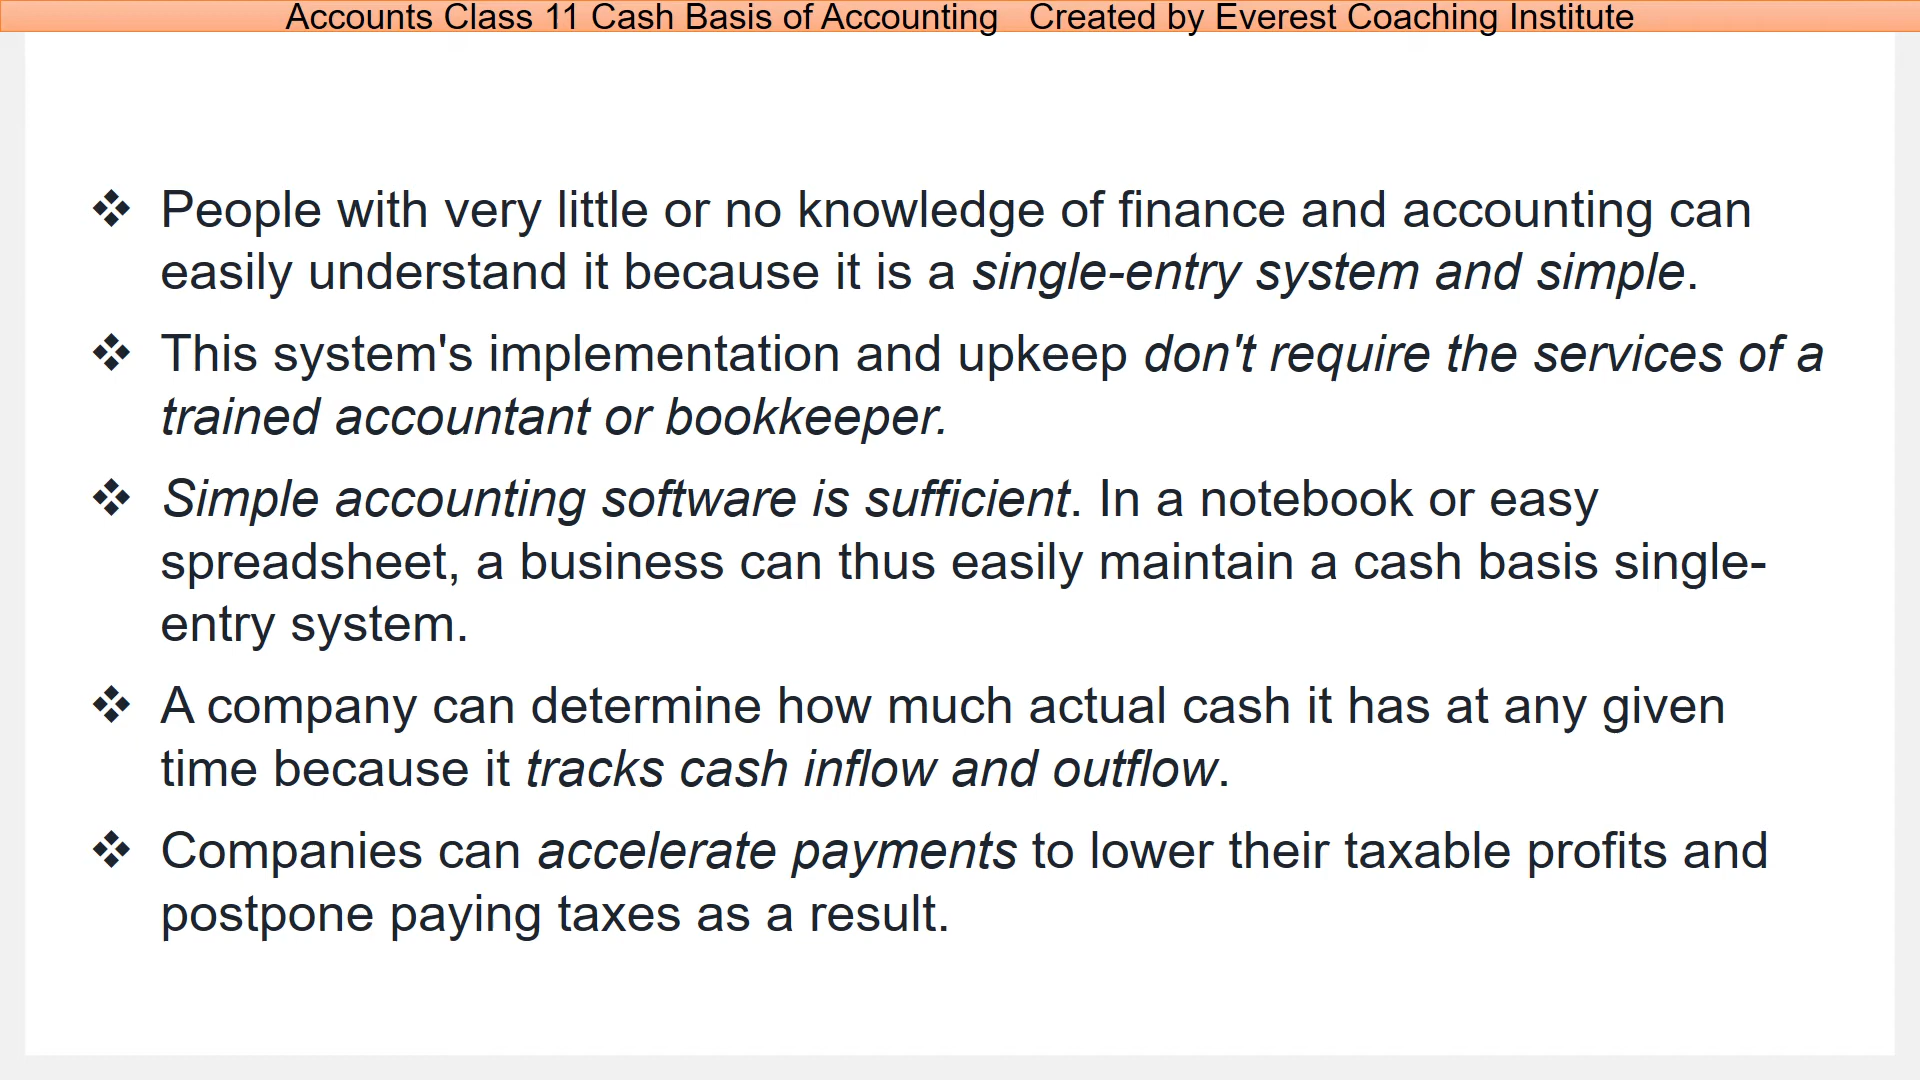 Accounts Class 11 Cash Basis of Accounting   Created by Everest Coaching Institute
❖ People with very little or no knowledge of finance and accounting can
easily understand it because it is a single-entry system and simple.
❖ This system's implementation and upkeep don't require the services of a
trained accountant or bookkeeper.
❖ Simple accounting software is sufficient. In a notebook or easy
spreadsheet, a business can thus easily maintain a cash basis single-
entry system.
❖ A company can determine how much actual cash it has at any given
time because it tracks cash inflow and outflow.
❖ Companies can accelerate payments to lower their taxable profits and
postpone paying taxes as a result.